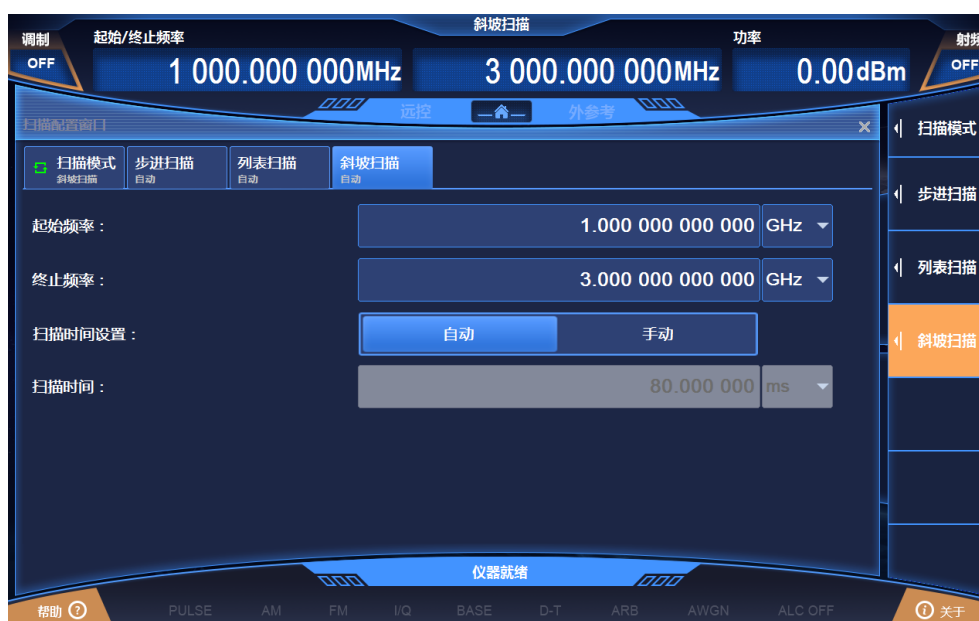 斜坡扫描
调制 起始/终止频率 功率 射频
OFF 1 000.000 000MHz 3 000.000 000MHz 0.00dBm OFF
远控 外参考
扫描配置窗口
扫描模式 步进扫描 列表扫描 斜坡扫描
斜坡扫描 自动 自动 自动
起始频率： 1.000 000 000 000 GHz
终止频率： 3.000 000 000 000 GHz
扫描时间设置： 自动 手动
扫描时间： 80.000 000 ms
扫描模式
步进扫描
列表扫描
斜坡扫描
仪器就绪
帮助 PULSE AM FM I/Q BASE D-T ARB AWGN ALC OFF 关于